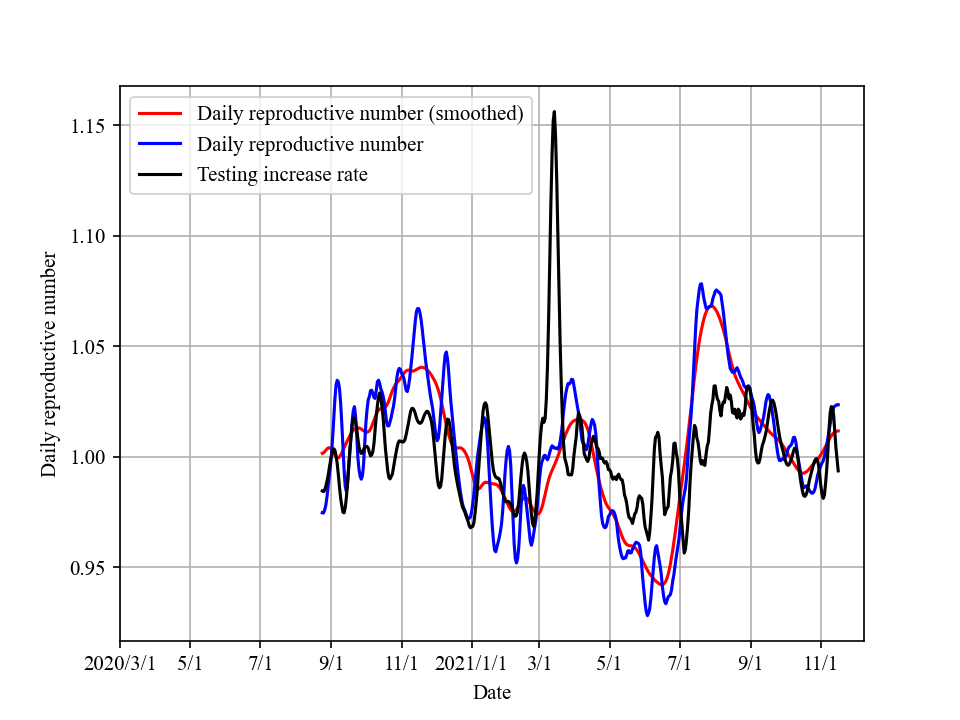 Daily reproductive number (smoothed)
Daily reproductive number
Testing increase rate
1.15
1.10
1.05
1.00
0.95
Daily reproductive number
2020/3/1 5/1 7/1 9/1 11/1 2021/1/1 3/1 5/1 7/1 9/1 11/1
Date